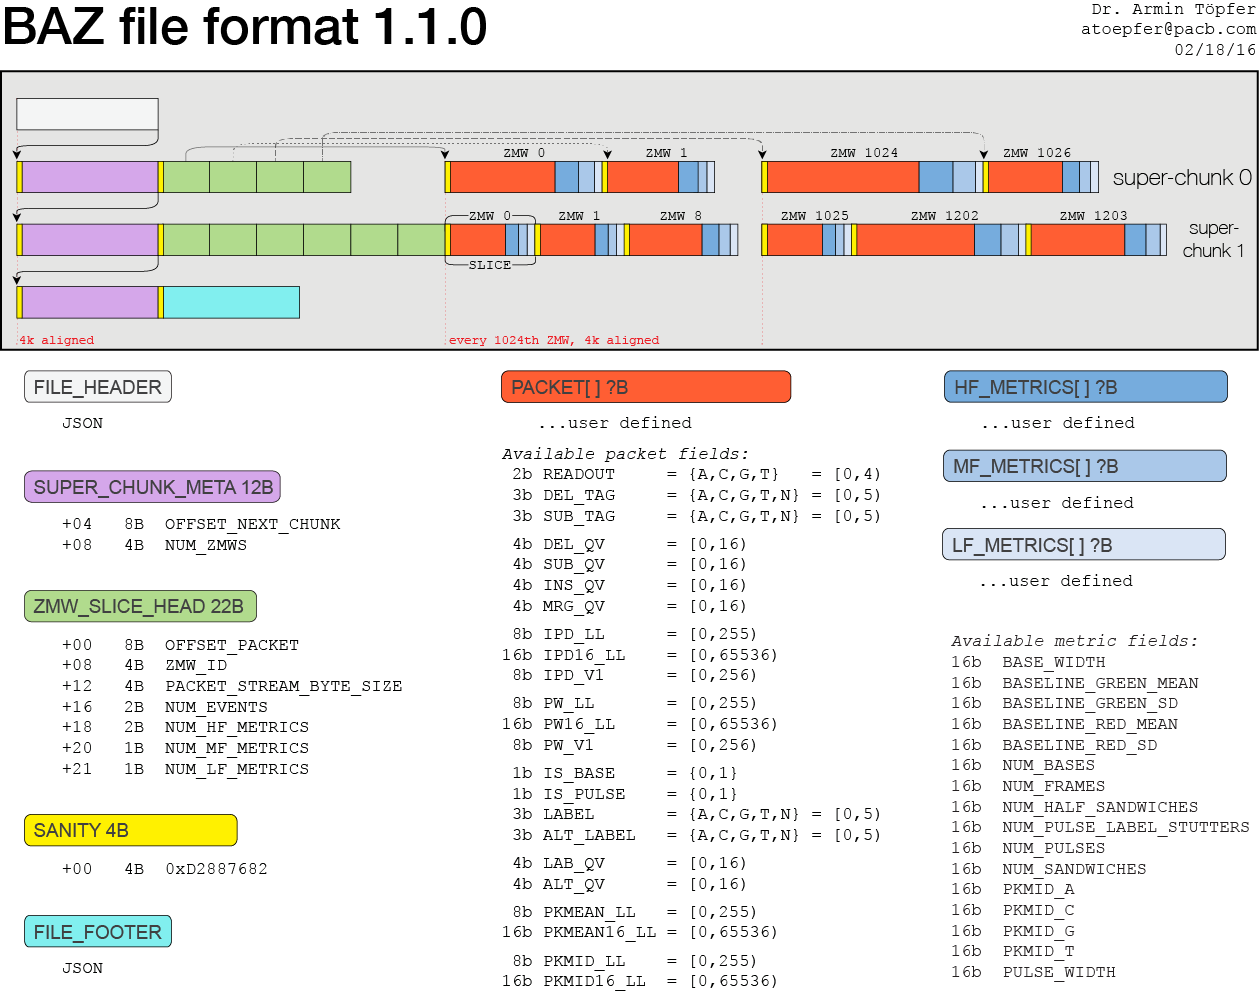 BAZ file format 1.1.0
Dr. Armin Töpfer
atoepfer@pacb.com
02/18/16
ZMW 0
ZMW 1
ZMW 1024
ZMW 1026
super-chunk 0
ZMW 0
ZMW 1
ZMW 8
ZMW 1025
ZMW 1202
ZMW 1203
super-
chunk 1
SLICE
4k aligned
every 1024th ZMW, 4k aligned
FILE_HEADER
JSON
SUPER_CHUNK_META 12B
+04 8B OFFSET_NEXT_CHUNK
+08 4B NUM_ZMWS
ZMW_SLICE_HEAD 22B
+00 8B OFFSET_PACKET
+08 4B ZMW_ID
+12 4B PACKET_STREAM_BYTE_SIZE
+16 2B NUM_EVENTS
+18 2B NUM_HF_METRICS
+20 1B NUM_MF_METRICS
+21 1B NUM_LF_METRICS
SANITY 4B
+00 4B 0xD2887682
FILE_FOOTER
JSON
PACKET[ ] ?B
...user defined
Available packet fields:
2b READOUT = {A,C,G,T} = [0,4)
3b DEL_TAG = {A,C,G,T,N} = [0,5)
3b SUB_TAG = {A,C,G,T,N} = [0,5)
4b DEL_QV = [0,16)
4b SUB_QV = [0,16)
4b INS_QV = [0,16)
4b MRG_QV = [0,16)
8b IPD_LL = [0,255)
16b IPD16_LL = [0,65536)
8b IPD_V1 = [0,256)
8b PW_LL = [0,255)
16b PW16_LL = [0,65536)
8b PW_V1 = [0,256)
1b IS_BASE = {0,1}
1b IS_PULSE = {0,1}
3b LABEL = {A,C,G,T,N} = [0,5)
3b ALT_LABEL = {A,C,G,T,N} = [0,5)
4b LAB_QV = [0,16)
4b ALT_QV = [0,16)
8b PKMEAN_LL = [0,255)
16b PKMEAN16_LL = [0,65536)
8b PKMID_LL = [0,255)
16b PKMID16_LL = [0,65536)
HF_METRICS[ ] ?B
...user defined
MF_METRICS[ ] ?B
...user defined
LF_METRICS[ ] ?B
...user defined
Available metric fields:
16b BASE_WIDTH
16b BASELINE_GREEN_MEAN
16b BASELINE_GREEN_SD
16b BASELINE_RED_MEAN
16b BASELINE_RED_SD
16b NUM_BASES
16b NUM_FRAMES
16b NUM_HALF_SANDWICHES
16b NUM_PULSE_LABEL_STUTTERS
16b NUM_PULSES
16b NUM_SANDWICHES
16b PKMID_A
16b PKMID_C
16b PKMID_G
16b PKMID_T
16b PULSE_WIDTH